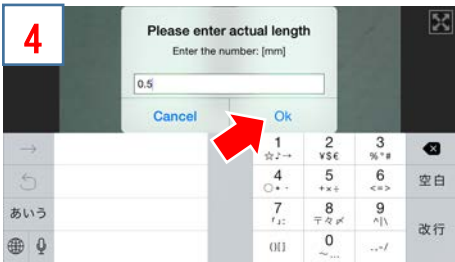 4
Please enter actual length
Enter the number: [mm]
0.5
Cancel
Ok
→ 1 2 3
☆♪→ ¥$€ %°#
4 5 6 空白
○*・ +×÷ <=>
あいう 7 8 9
「」: 〒々〆 ^|\
改行
()[] 0
~…
.,-/